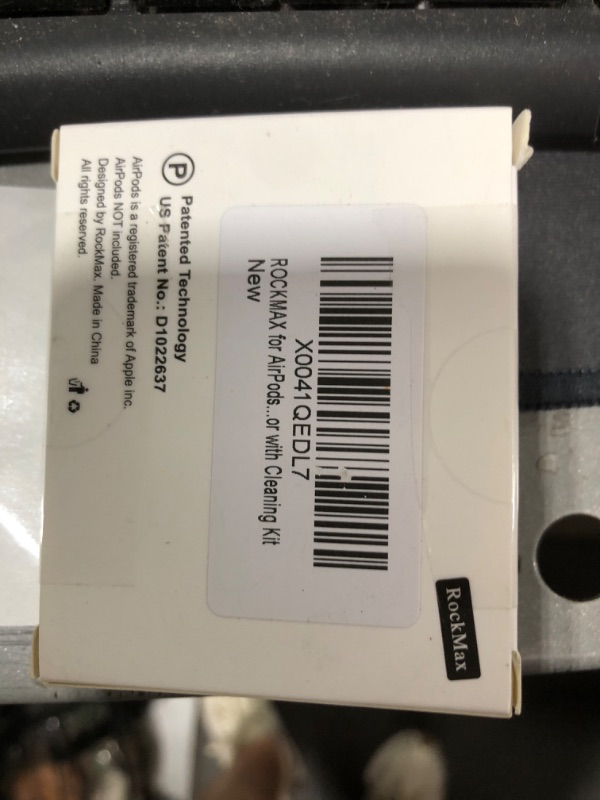 RockMax
X0041QEDL7
ROCKMAX for AirPods...or with Cleaning Kit
New
P Patented Technology
US Patent No.: D1022637
AirPods is a registered trademark of Apple inc.
AirPods NOT included.
Designed by RockMax. Made in China
All rights reserved.